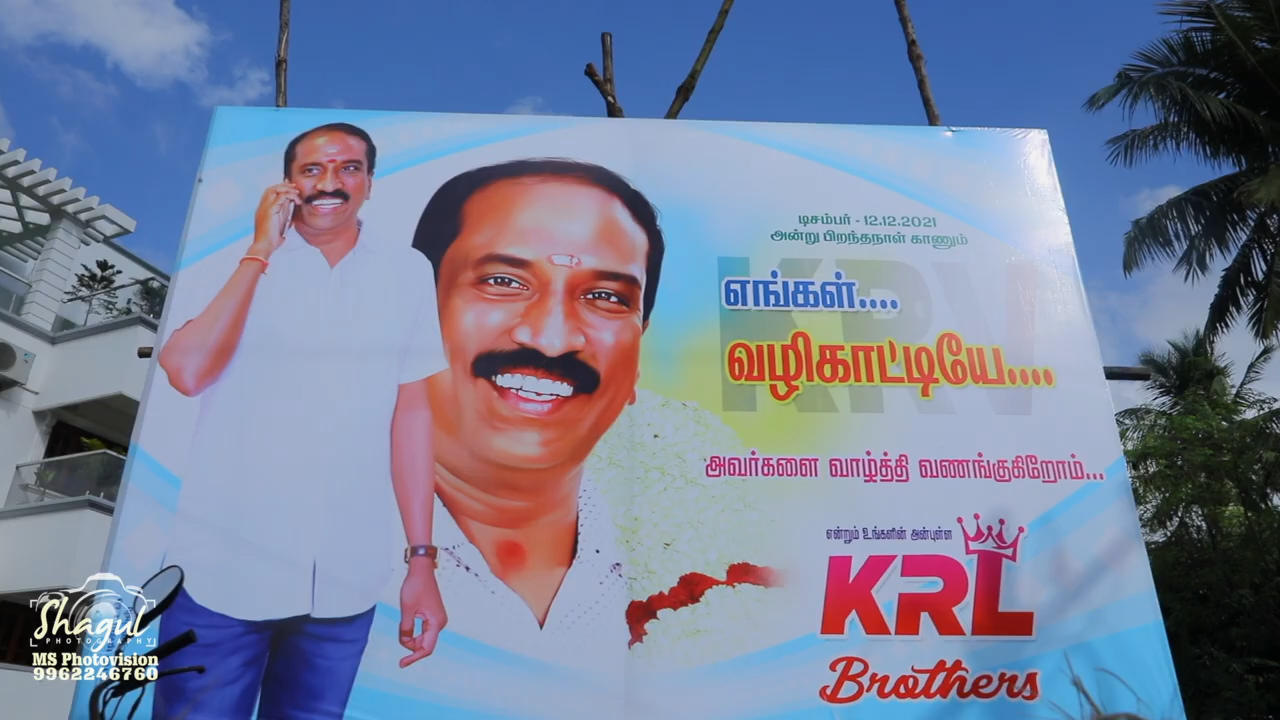 டிசம்பர் - 12.12.2021
அன்று பிறந்தநாள் காணும்
KRV
எங்கள்....
வழிகாட்டியே....
அவர்களை வாழ்த்தி வணங்குகிறோம்...
என்றும் உங்களின் அன்புள்ள
KRL
Brothers
Shagul
PHOTOGRAPHY
MS Photovision
9962246760